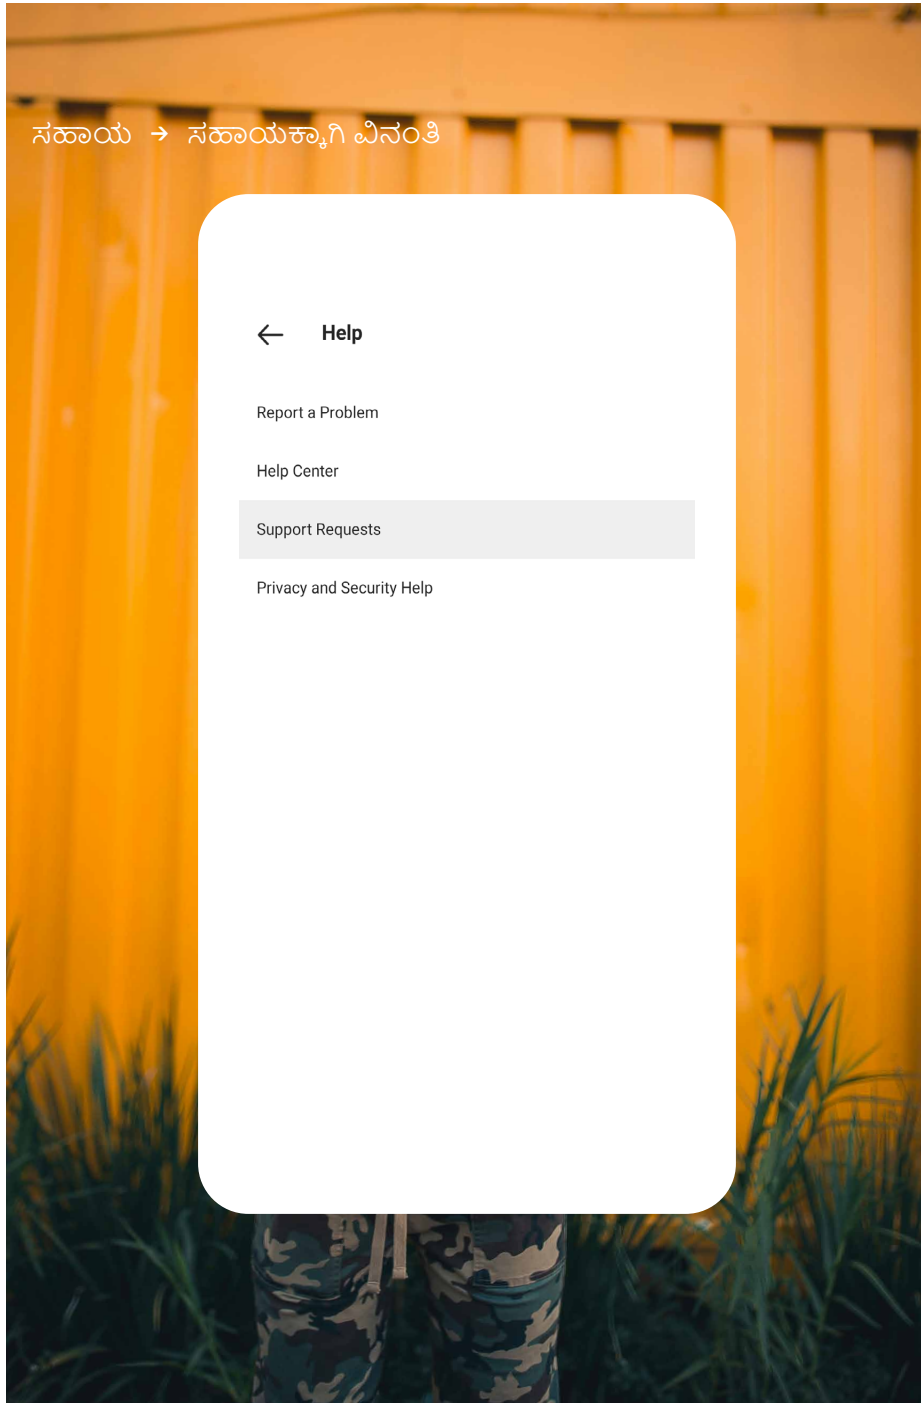 ಸಹಾಯ → ಸಹಾಯಕ್ಕಾಗಿ ವಿನಂತಿ
← Help
Report a Problem
Help Center
Support Requests
Privacy and Security Help